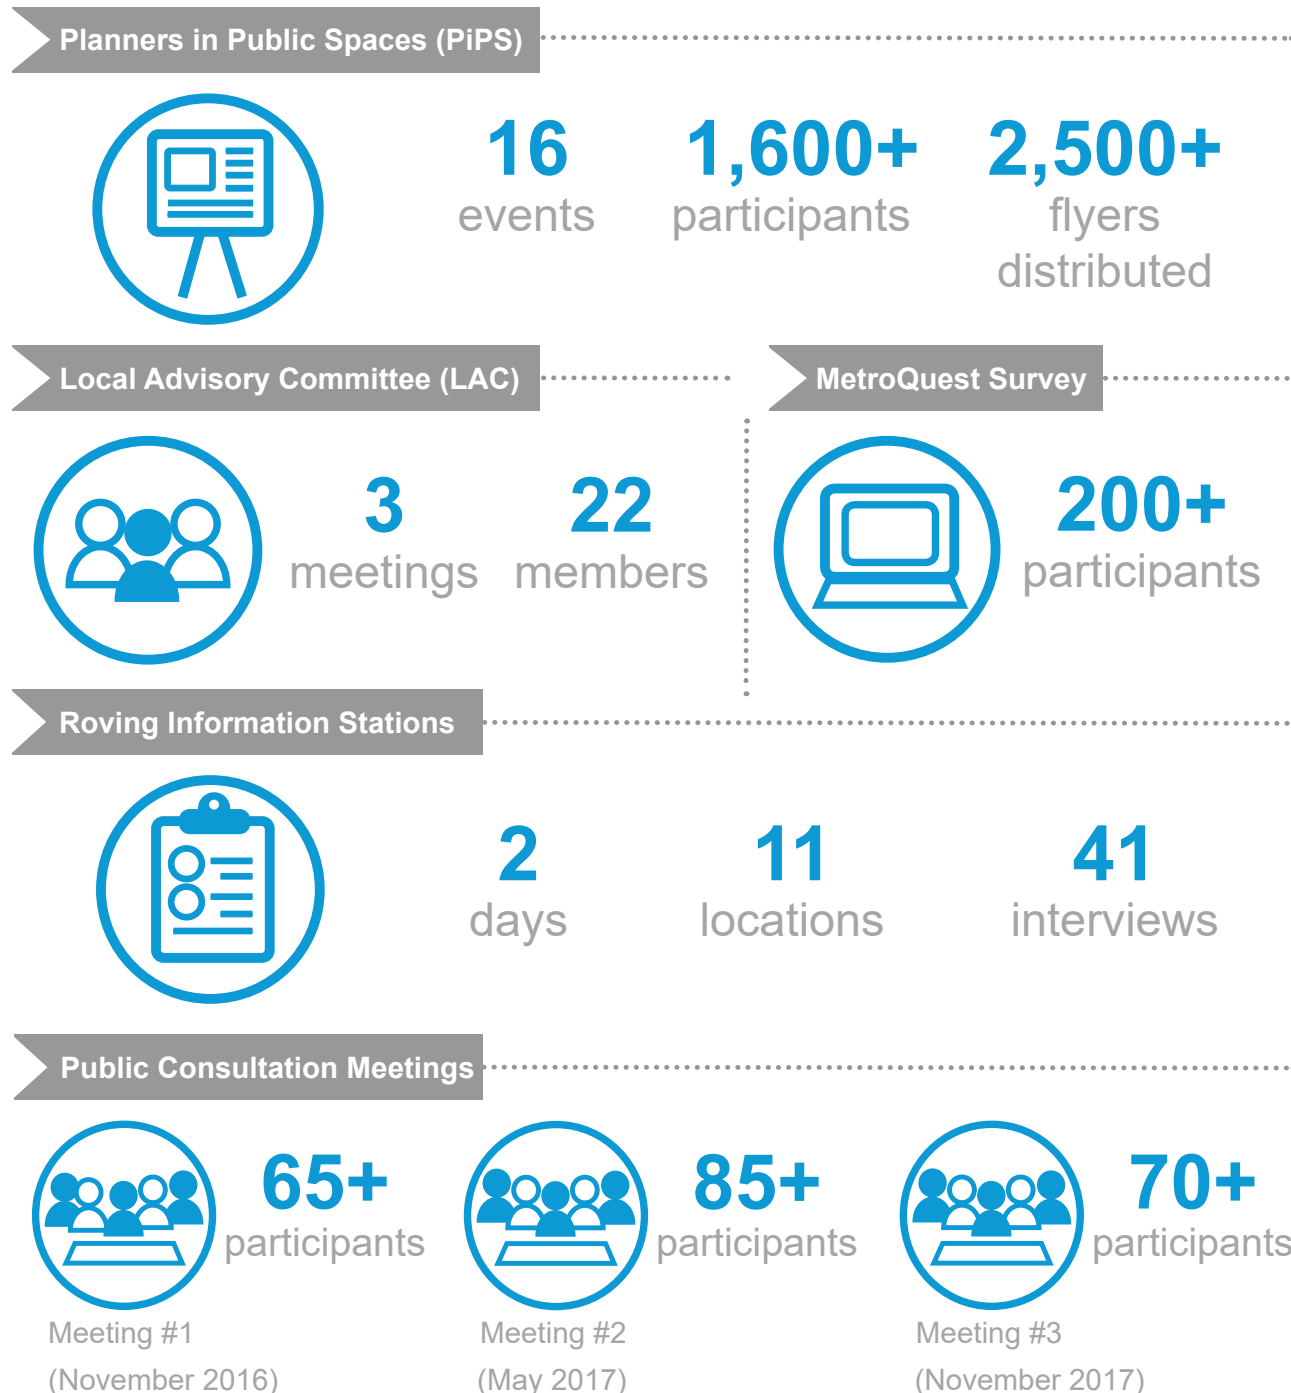 Planners in Public Spaces (PiPS)
16
events
1,600+
participants
2,500+
flyers
distributed
Local Advisory Committee (LAC)
3
meetings
22
members
MetroQuest Survey
200+
participants
Roving Information Stations
2
days
11
locations
41
interviews
Public Consultation Meetings
65+
participants
Meeting #1
(November 2016)
85+
participants
Meeting #2
(May 2017)
70+
participants
Meeting #3
(November 2017)